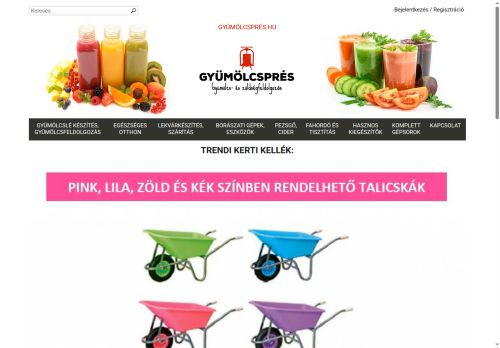 Keresés
Bejelentkezés / Regisztráció
GYÜMÖLCSPRÉS.HU
GYÜMÖLCSPRÉS
Gyümölcs- és zöldségfeldolgozás
GYÜMÖLCSLÉ KÉSZÍTÉS, GYÜMÖLCSFELDOLGOZÁS
EGÉSZSÉGES OTTHON
LEKVÁRKÉSZÍTÉS, SZÁRÍTÁS
BORÁSZATI GÉPEK, ESZKÖZÖK
PEZSGŐ, CIDER
FAHORDÓ ÉS TISZTÍTÁS
HASZNOS KIEGÉSZÍTŐK
KOMPLETT GÉPSOROK
KAPCSOLAT
TRENDI KERTI KELLÉK:
PINK, LILA, ZÖLD ÉS KÉK SZÍNBEN RENDELHETŐ TALICSKÁK